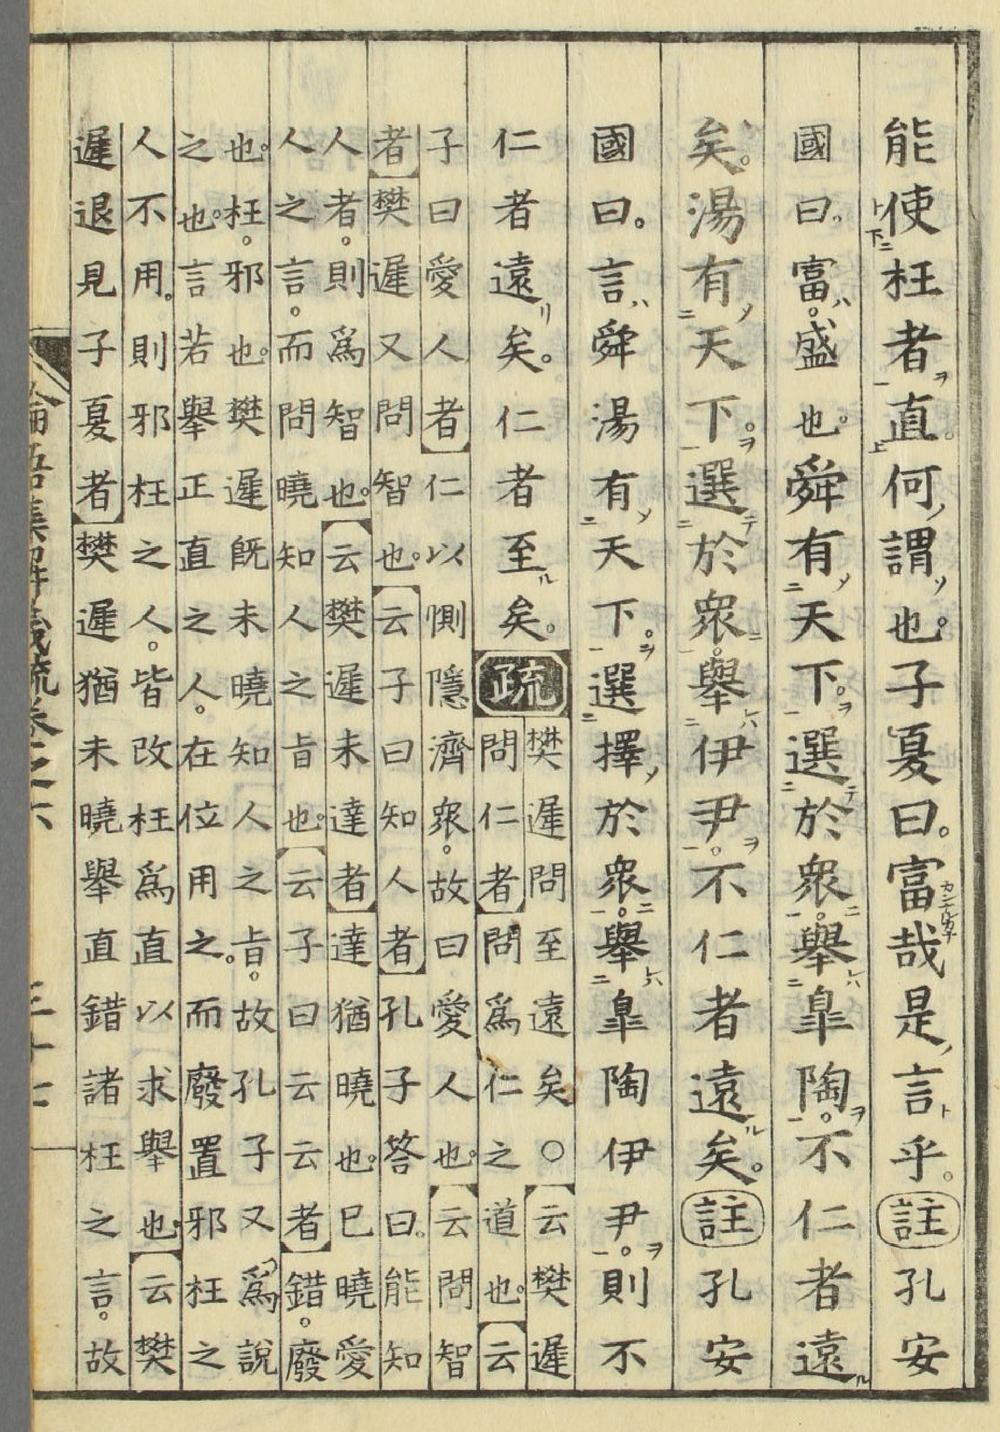 能使枉者直何謂也子夏曰富哉是言乎註孔安
國曰富盛也舜有天下選於衆舉皐陶不仁者遠
矣湯有天下選於衆舉伊尹不仁者遠矣註孔安
國曰言舜湯有天下選擇於衆舉皐陶伊尹則不
仁者遠矣仁者至矣疏
樊遲問至遠矣○云樊遲
問仁者問爲仁之道也云
子曰愛人者仁以惻隱濟衆故曰愛人也云問智
者樊遲又問智也云子曰知人者孔子答曰能知
人者則爲智也云樊遲未達者達猶曉也已曉愛
人之言而問曉知人之旨也云子曰云云者錯廢
也枉邪也樊遲旣未曉知人之旨故孔子又爲說
之也言若舉正直之人在位用之而廢置邪枉之
人不用則邪枉之人皆改枉爲直以求舉也云樊
遲退見子夏者樊遲猶未曉舉直錯諸枉之言故
論語集解義疏卷之六 三十七